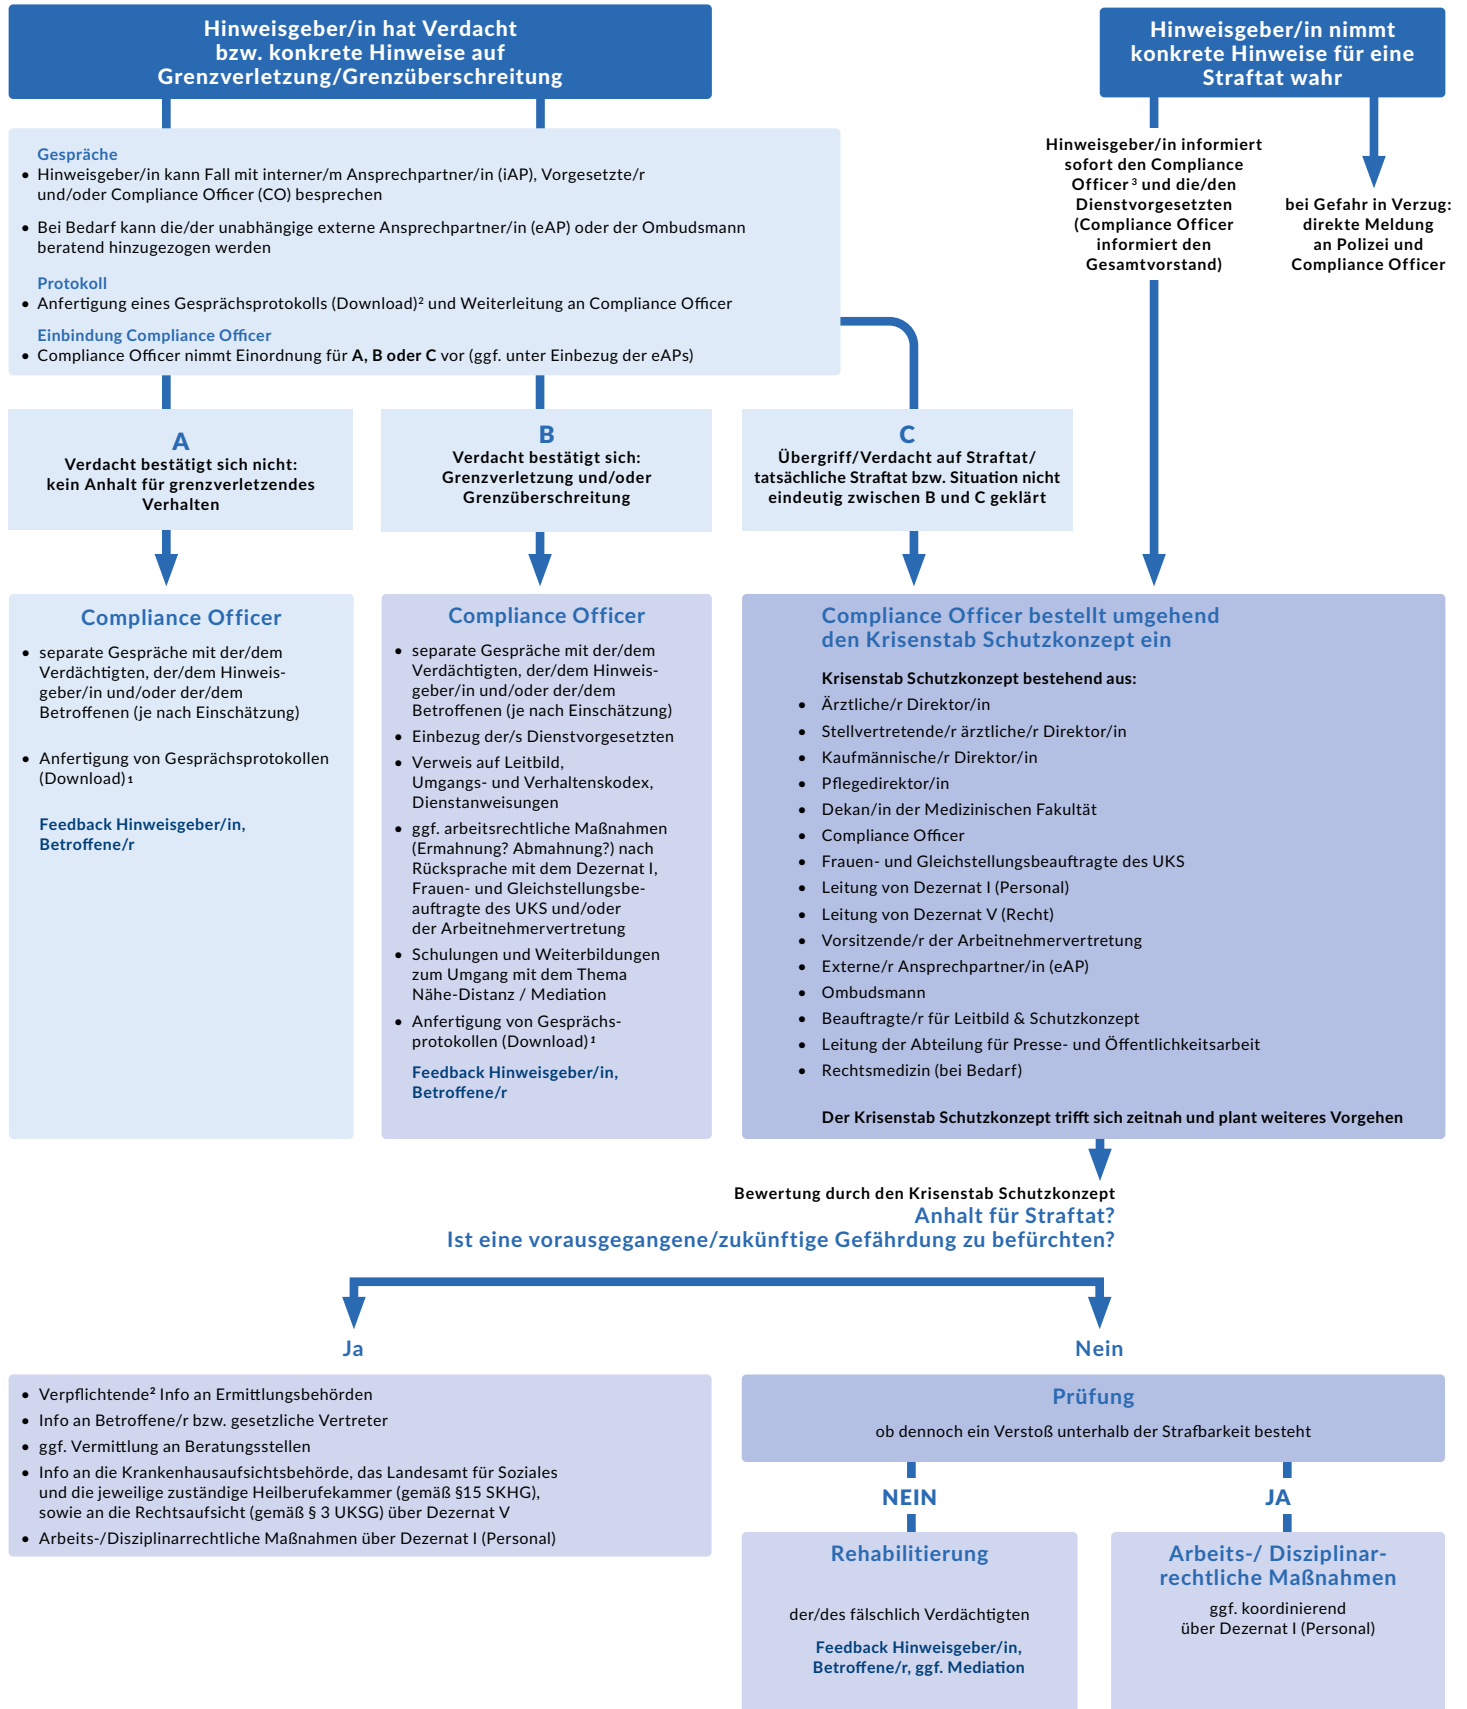 Hinweisgeber/in hat Verdacht
bzw. konkrete Hinweise auf
Grenzverletzung/Grenzüberschreitung
Hinweisgeber/in nimmt
konkrete Hinweise für eine
Straftat wahr
Gespräche
• Hinweisgeber/in kann Fall mit interner/m Ansprechpartner/in (iAP), Vorgesetzte/r
und/oder Compliance Officer (CO) besprechen
• Bei Bedarf kann die/der unabhängige externe Ansprechpartner/in (eAP) oder der Ombudsmann
beratend hinzugezogen werden
Protokoll
• Anfertigung eines Gesprächsprotokolls (Download)² und Weiterleitung an Compliance Officer
Einbindung Compliance Officer
• Compliance Officer nimmt Einordnung für A, B oder C vor (ggf. unter Einbezug der eAPs)
Hinweisgeber/in informiert
sofort den Compliance
Officer³ und die/den
Dienstvorgesetzten
(Compliance Officer
informiert den
Gesamtvorstand)
bei Gefahr in Verzug:
direkte Meldung
an Polizei und
Compliance Officer
A
Verdacht bestätigt sich nicht:
kein Anhalt für grenzverletzendes
Verhalten
B
Verdacht bestätigt sich:
Grenzverletzung und/oder
Grenzüberschreitung
C
Übergriff/Verdacht auf Straftat/
tatsächliche Straftat bzw. Situation nicht
eindeutig zwischen B und C geklärt
Compliance Officer
• separate Gespräche mit der/dem
Verdächtigten, der/dem Hinweis-
geber/in und/oder der/dem
Betroffenen (je nach Einschätzung)
• Anfertigung von Gesprächsprotokollen
(Download)¹
Feedback Hinweisgeber/in,
Betroffene/r
Compliance Officer
• separate Gespräche mit der/dem
Verdächtigten, der/dem Hinweis-
geber/in und/oder der/dem
Betroffenen (je nach Einschätzung)
• Einbezug der/s Dienstvorgesetzten
• Verweis auf Leitbild,
Umgangs- und Verhaltenskodex,
Dienstanweisungen
• ggf. arbeitsrechtliche Maßnahmen
(Ermahnung? Abmahnung?) nach
Rücksprache mit dem Dezernat I,
Frauen- und Gleichstellungsbe-
auftragte des UKS und/oder
der Arbeitnehmervertretung
• Schulungen und Weiterbildungen
zum Umgang mit dem Thema
Nähe-Distanz / Mediation
• Anfertigung von Gesprächs-
protokollen (Download)¹
Feedback Hinweisgeber/in,
Betroffene/r
Compliance Officer bestellt umgehend
den Krisenstab Schutzkonzept ein
Krisenstab Schutzkonzept bestehend aus:
• Ärztliche/r Direktor/in
• Stellvertretende/r ärztliche/r Direktor/in
• Kaufmännische/r Direktor/in
• Pflegedirektor/in
• Dekan/in der Medizinischen Fakultät
• Compliance Officer
• Frauen- und Gleichstellungsbeauftragte des UKS
• Leitung von Dezernat I (Personal)
• Leitung von Dezernat V (Recht)
• Vorsitzende/r der Arbeitnehmervertretung
• Externe/r Ansprechpartner/in (eAP)
• Ombudsmann
• Beauftragte/r für Leitbild & Schutzkonzept
• Leitung der Abteilung für Presse- und Öffentlichkeitsarbeit
• Rechtsmedizin (bei Bedarf)
Der Krisenstab Schutzkonzept trifft sich zeitnah und plant weiteres Vorgehen
Bewertung durch den Krisenstab Schutzkonzept
Anhalt für Straftat?
Ist eine vorausgegangene/zukünftige Gefährdung zu befürchten?
Ja
Nein
• Verpflichtende² Info an Ermittlungsbehörden
• Info an Betroffene/r bzw. gesetzliche Vertreter
• ggf. Vermittlung an Beratungsstellen
• Info an die Krankenhausaufsichtsbehörde, das Landesamt für Soziales
und die jeweilige zuständige Heilberufekammer (gemäß §15 SKHG),
sowie an die Rechtsaufsicht (gemäß § 3 UKSG) über Dezernat V
• Arbeits-/Disziplinarrechtliche Maßnahmen über Dezernat I (Personal)
Prüfung
ob dennoch ein Verstoß unterhalb der Strafbarkeit besteht
NEIN
JA
Rehabilitierung
der/des fälschlich Verdächtigten
Feedback Hinweisgeber/in,
Betroffene/r, ggf. Mediation
Arbeits-/ Disziplinar-
rechtliche Maßnahmen
ggf. koordinierend
über Dezernat I (Personal)